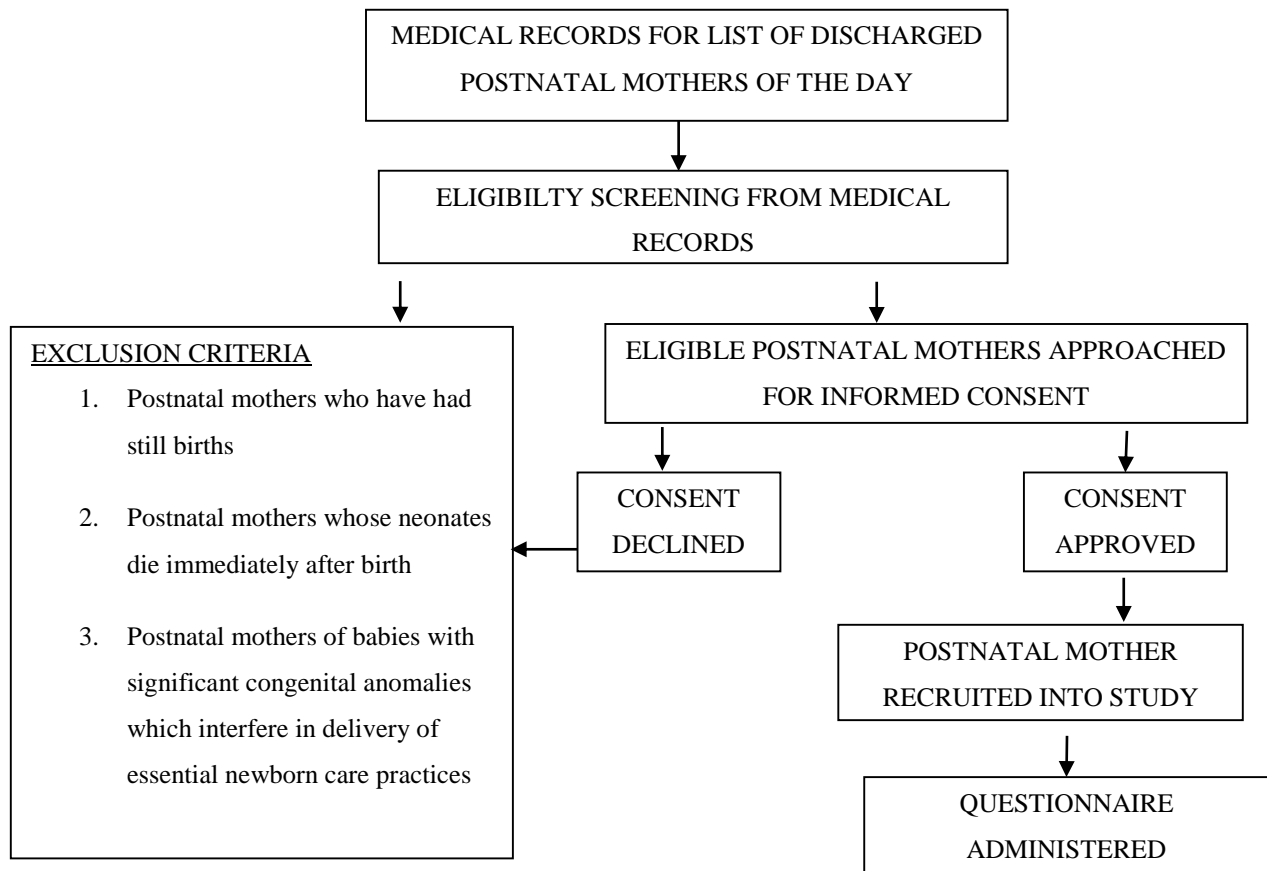 MEDICAL RECORDS FOR LIST OF DISCHARGED
POSTNATAL MOTHERS OF THE DAY
ELIGIBILTY SCREENING FROM MEDICAL
RECORDS
EXCLUSION CRITERIA
1. Postnatal mothers who have had
still births
2. Postnatal mothers whose neonates
die immediately after birth
3. Postnatal mothers of babies with
significant congenital anomalies
which interfere in delivery of
essential newborn care practices
ELIGIBLE POSTNATAL MOTHERS APPROACHED
FOR INFORMED CONSENT
CONSENT
DECLINED
CONSENT
APPROVED
POSTNATAL MOTHER
RECRUITED INTO STUDY
QUESTIONNAIRE
ADMINISTERED